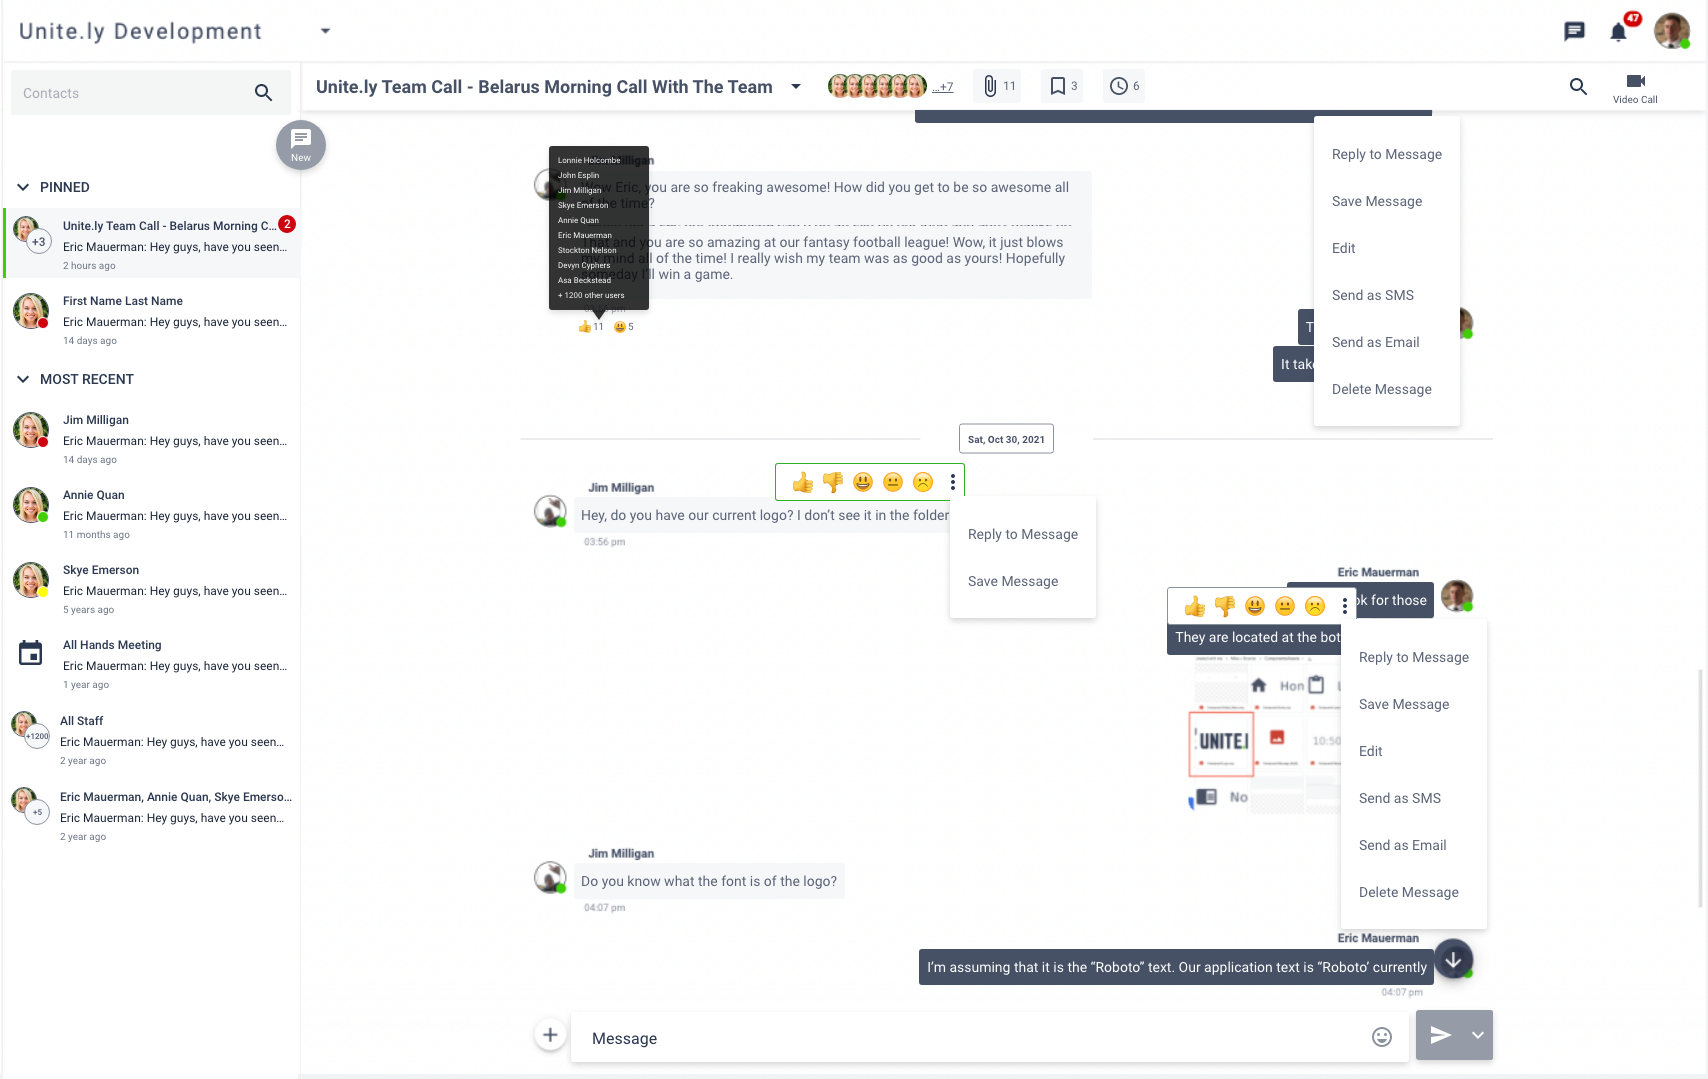 Unite.ly Development
47
Contacts
New
PINNED
Unite.ly Team Call - Belarus Morning C...
2
+3
Eric Mauerman: Hey guys, have you seen...
2 hours ago
First Name Last Name
Eric Mauerman: Hey guys, have you seen...
14 days ago
MOST RECENT
Jim Milligan
Eric Mauerman: Hey guys, have you seen...
14 days ago
Annie Quan
Eric Mauerman: Hey guys, have you seen...
11 months ago
Skye Emerson
Eric Mauerman: Hey guys, have you seen...
5 years ago
All Hands Meeting
Eric Mauerman: Hey guys, have you seen...
1 year ago
All Staff
+1200
Eric Mauerman: Hey guys, have you seen...
2 year ago
Eric Mauerman, Annie Quan, Skye Emerso...
+5
Eric Mauerman: Hey guys, have you seen...
2 year ago
Unite.ly Team Call - Belarus Morning Call With The Team
...+7
11
3
6
Video Call
Lonnie Holcombe
John Esplin
Jim Milligan
Skye Emerson
Annie Quan
Eric Mauerman
Stockton Nelson
Devyn Cyphers
Asa Beckstead
+ 1200 other users
Wow Eric, you are so freaking awesome! How did you get to be so awesome all
of the time?
That and you are so amazing at our fantasy football league! Wow, it just blows
my mind all of the time! I really wish my team was as good as yours! Hopefully
someday I'll win a game.
pm
11
5
Reply to Message
Save Message
Edit
Send as SMS
Send as Email
Delete Message
T
It take
Sat, Oct 30, 2021
Jim Milligan
Hey, do you have our current logo? I don't see it in the folder
03:56 pm
Reply to Message
Save Message
Eric Mauerman
ok for those
They are located at the bot
Hon
UNITE.
10:50
No
Reply to Message
Save Message
Edit
Send as SMS
Send as Email
Delete Message
Jim Milligan
Do you know what the font is of the logo?
04:07 pm
Eric Mauerman
I'm assuming that it is the “Roboto” text. Our application text is “Roboto’ currently
04:07 pm
Message